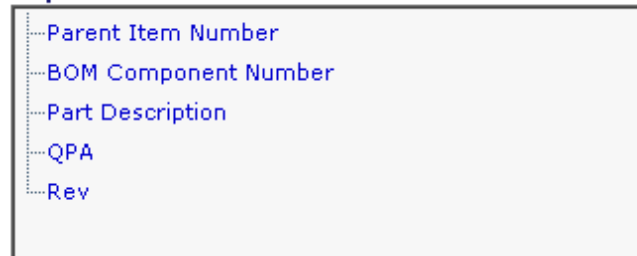 Parent Item Number
BOM Component Number
Part Description
QPA
Rev